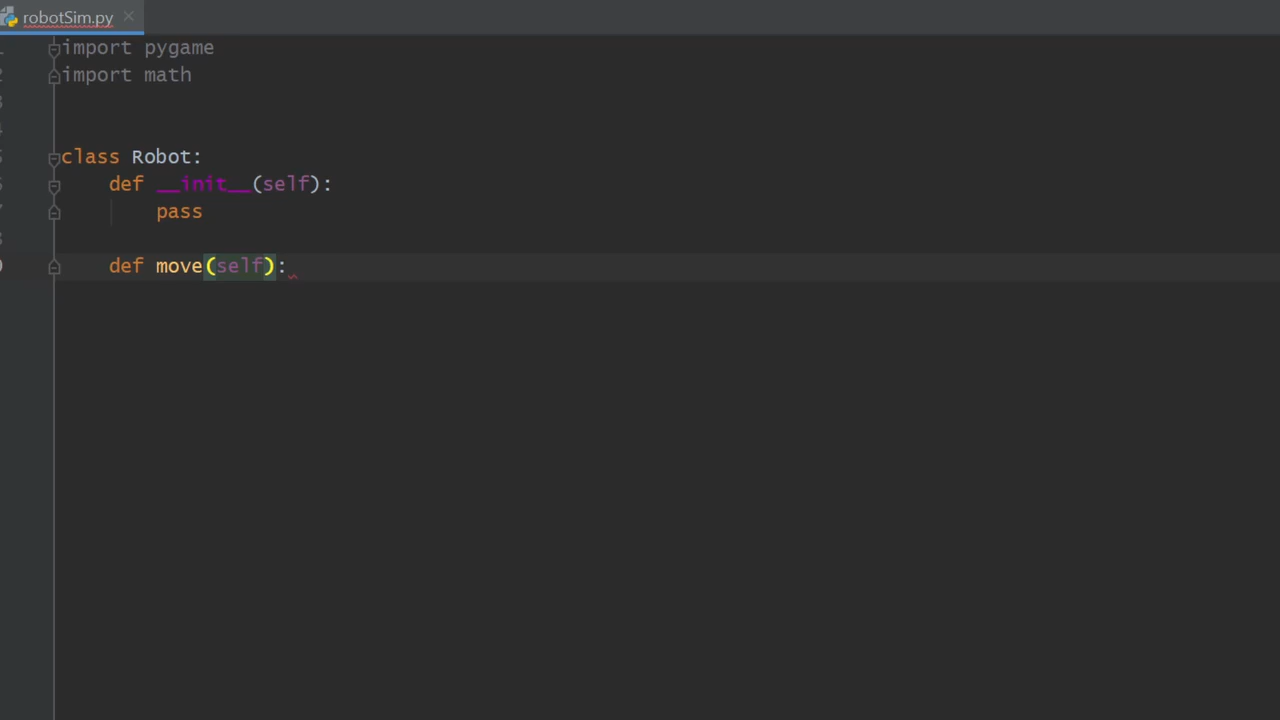 robotSim.py
import pygame
import math
class Robot:
def __init__(self):
pass
def move(self):